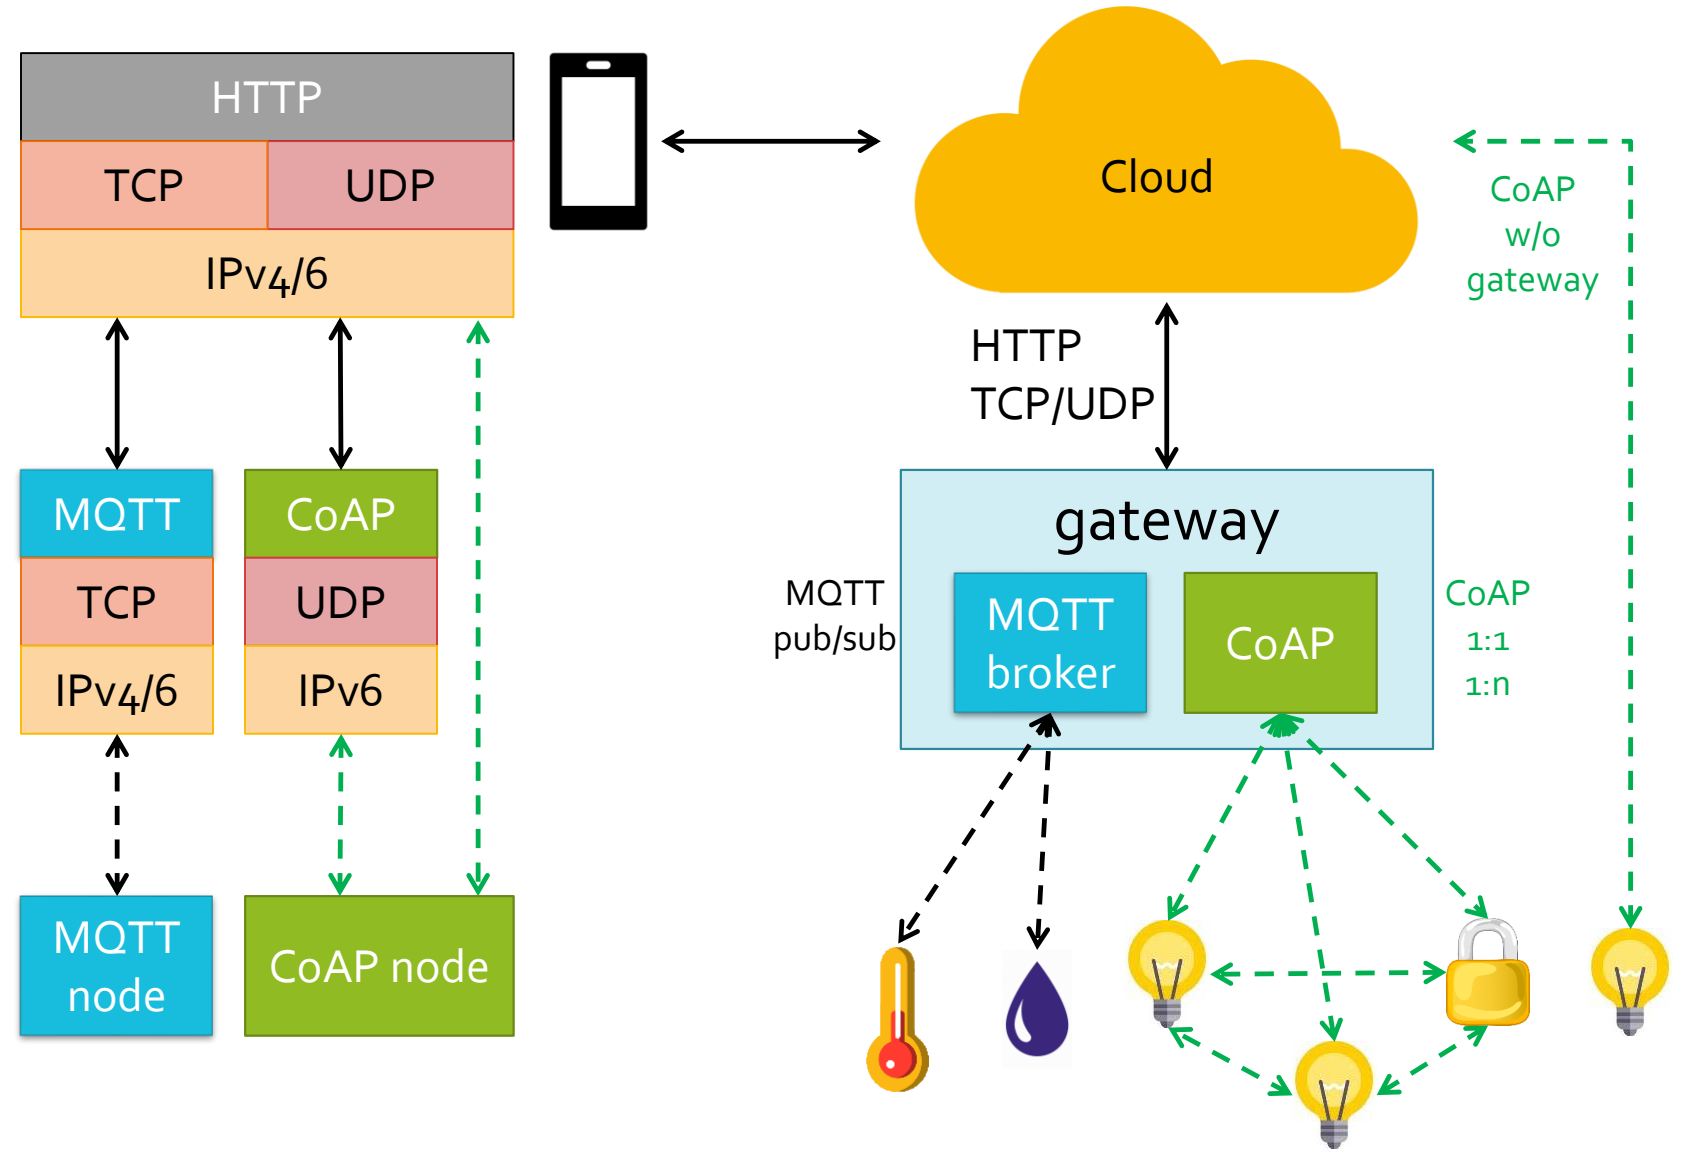 HTTP
TCP
UDP
IPv4/6
MQTT
TCP
IPv4/6
CoAP
UDP
IPv6
MQTT
node
CoAP node
Cloud
CoAP
w/o
gateway
HTTP
TCP/UDP
gateway
MQTT
pub/sub
MQTT
broker
CoAP
CoAP
1:1
1:n